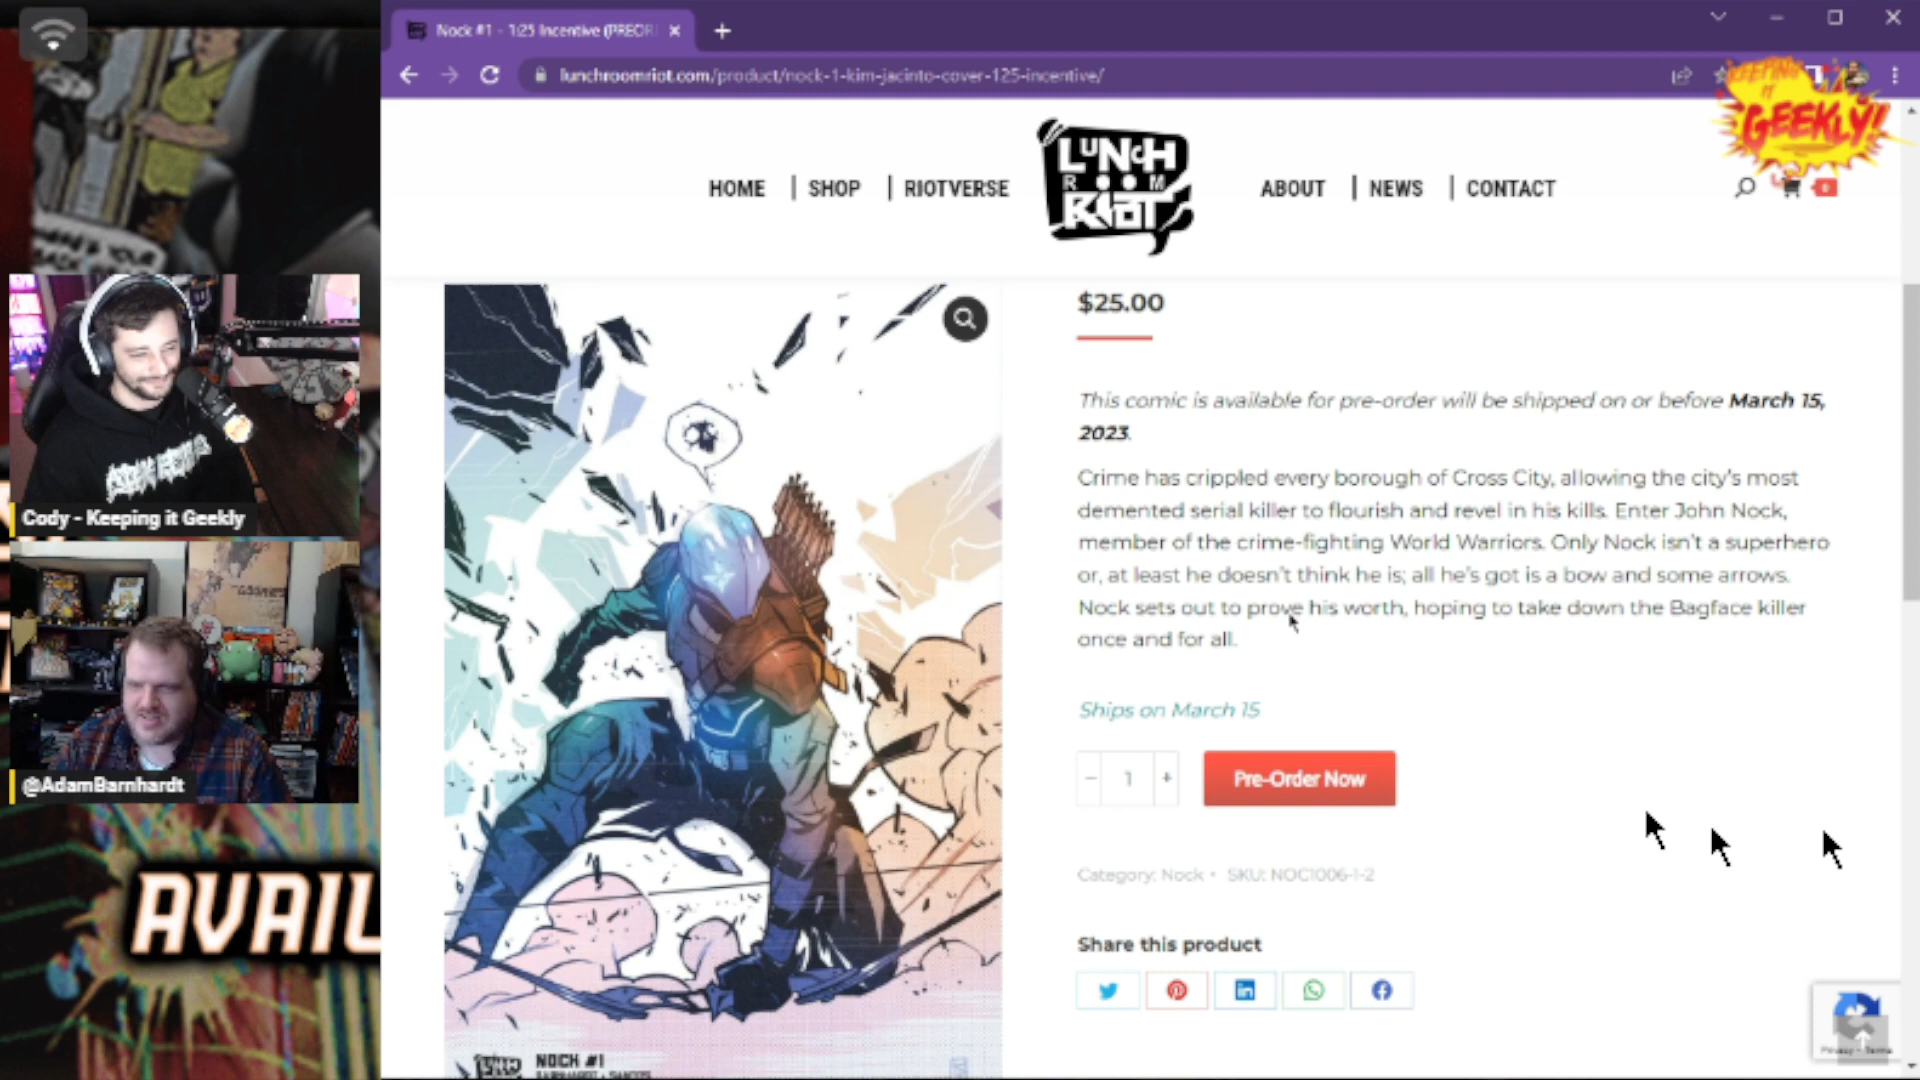 Nock #1 - 1:25 Incentive (PREOR
lunchroomriot.com/product/nock-1-kim-jacinto-cover-125-incentive/
KEEPING
IT
GEEKLY!
HOME
SHOP
RIOTVERSE
LUNCH
ROOM
RIOT
ABOUT
NEWS
CONTACT
0
$25.00
This comic is available for pre-order will be shipped on or before March 15,
2023.
Crime has crippled every borough of Cross City, allowing the city's most
demented serial killer to flourish and revel in his kills. Enter John Nock,
member of the crime-fighting World Warriors. Only Nock isn't a superhero
or, at least he doesn't think he is; all he's got is a bow and some arrows.
Nock sets out to prove his worth, hoping to take down the Bagface killer
once and for all.
Ships on March 15
- 1 +
Pre-Order Now
Category: Nock • SKU: NOC1006-1-2
Share this product
Privacy - Terms
NOCK #1
BARNHARDT + SANTOS
Cody - Keeping it Geekly
@AdamBarnhardt
AVAIL